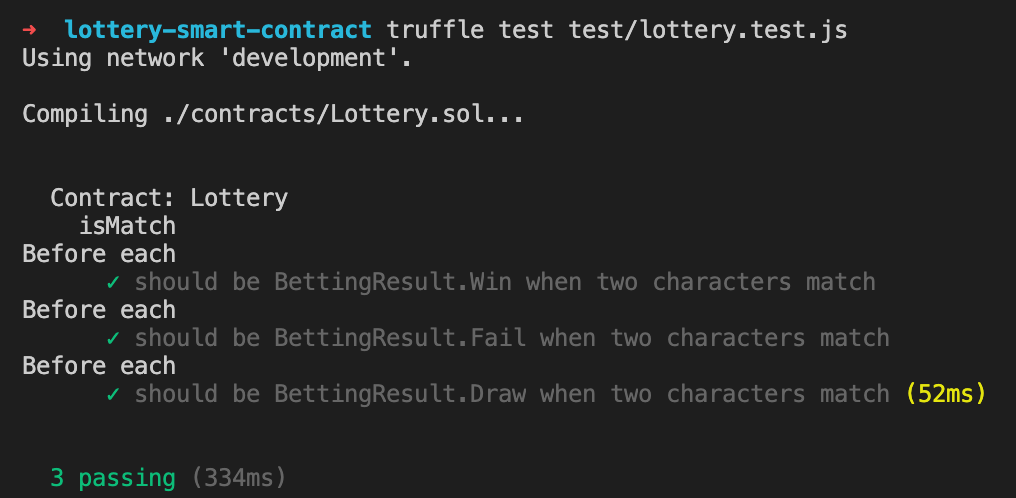 → lottery-smart-contract truffle test test/lottery.test.js
Using network 'development'.
Compiling ./contracts/Lottery.sol...
Contract: Lottery
isMatch
Before each
✓ should be BettingResult.Win when two characters match
Before each
✓ should be BettingResult.Fail when two characters match
Before each
✓ should be BettingResult.Draw when two characters match (52ms)
3 passing (334ms)